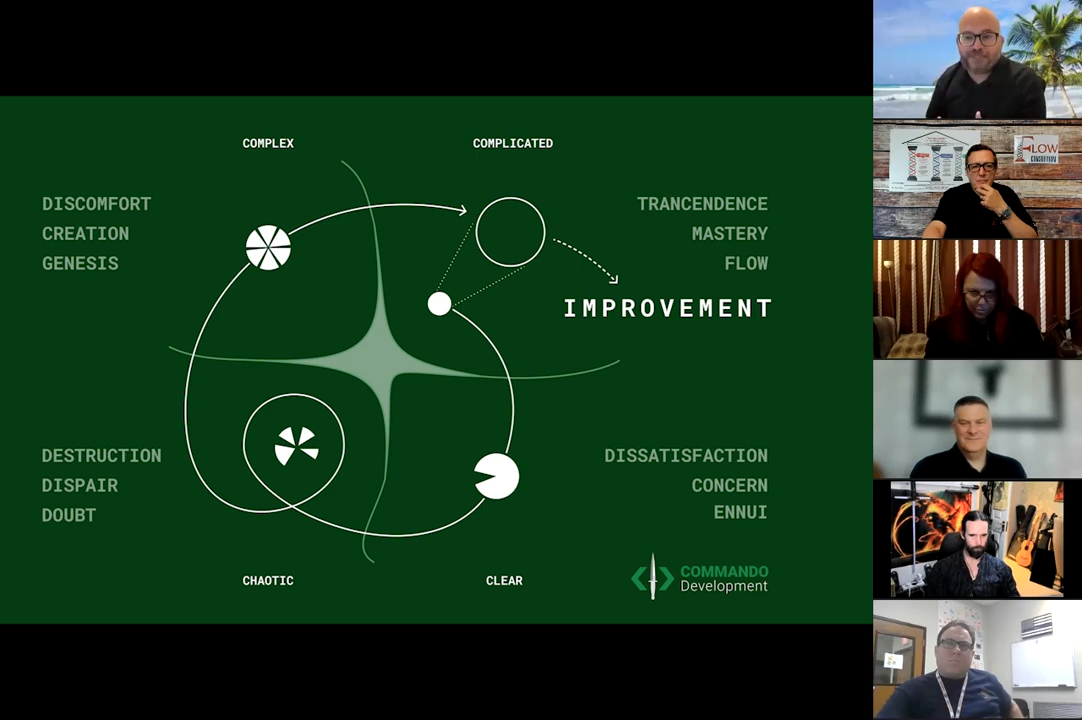 COMPLEX
COMPLICATED
DISCOMFORT
CREATION
GENESIS
TRANCENDENCE
MASTERY
FLOW
IMPROVEMENT
DESTRUCTION
DISPAIR
DOUBT
DISSATISFACTION
CONCERN
ENNUI
CHAOTIC
CLEAR
COMMANDO
Development
FLOW
CONSORTIUM